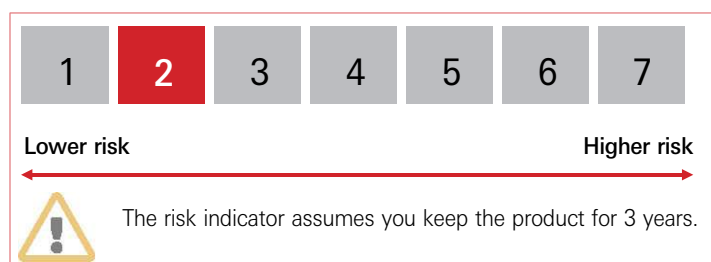 1 2 3 4 5 6 7
Lower risk Higher risk
The risk indicator assumes you keep the product for 3 years.